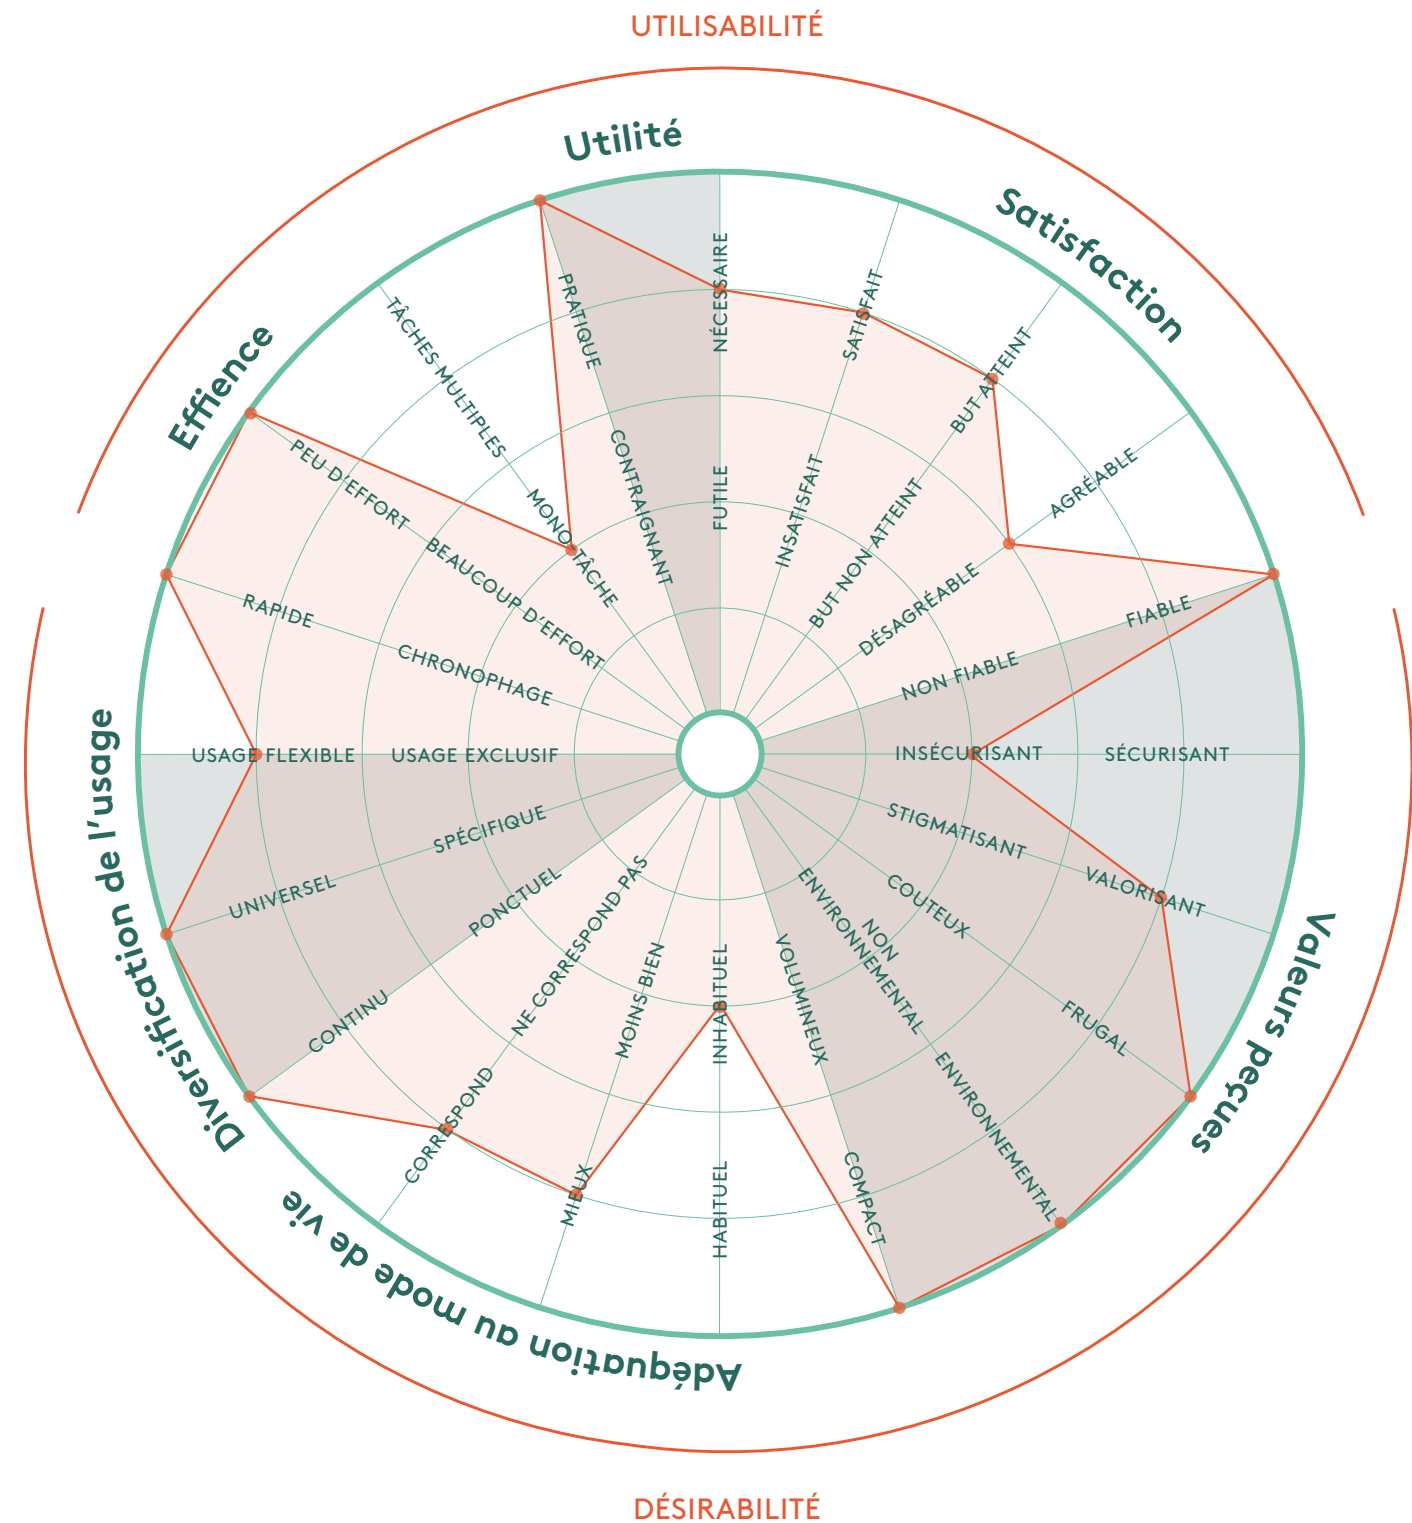 UTILISABILITÉ
Utilité
Satisfaction
Effience
Diversification de l'usage
Adéquation au mode de vie
Valeurs peçues
NÉCESSAIRE
FUTILE
SATISFAIT
INSATISFAIT
BUT ATTEINT
BUT NON ATTEINT
AGRÉABLE
DÉSAGRÉABLE
FIABLE
NON FIABLE
INSÉCURISANT
SÉCURISANT
STIGMATISANT
VALORISANT
COUTEUX
FRUGAL
NON
ENVIRONNEMENTAL
ENVIRONNEMENTAL
VOLUMINEUX
COMPACT
INHABITUEL
HABITUEL
MOINS BIEN
MIEUX
NE CORRESPOND PAS
CORRESPOND
PONCTUEL
CONTINU
SPÉCIFIQUE
UNIVERSEL
USAGE FLEXIBLE
USAGE EXCLUSIF
RAPIDE
CHRONOPHAGE
PEU D'EFFORT
BEAUCOUP D'EFFORT
TÂCHES MULTIPLES
MONO-TÂCHE
PRATIQUE
CONTRAIGNANT
DÉSIRABILITÉ